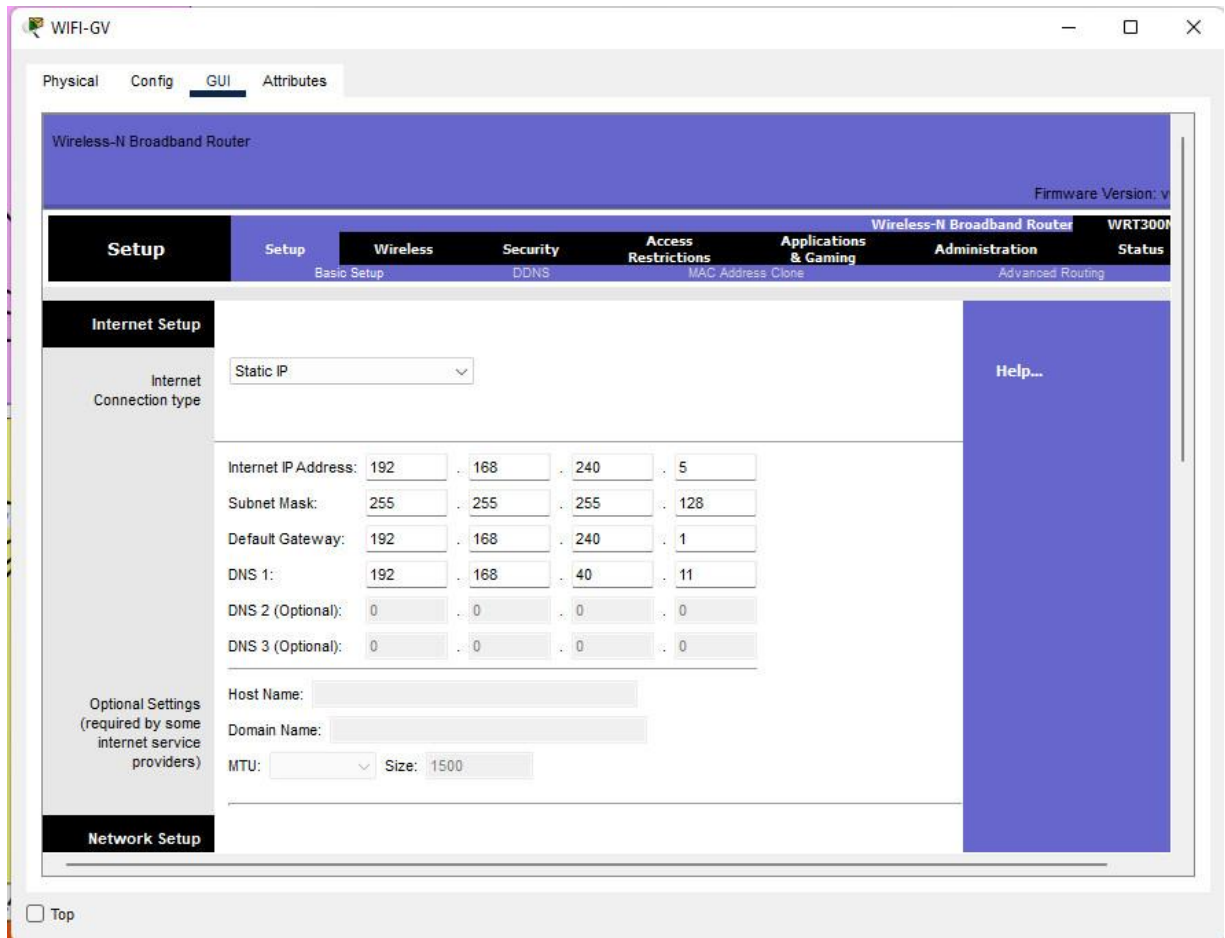 WIFI-GV
Physical Config GUI Attributes
Wireless-N Broadband Router
Firmware Version: v
Wireless-N Broadband Router WRT300N
Setup
Setup Wireless Security Access Restrictions Applications & Gaming Administration Status
Basic Setup DDNS MAC Address Clone Advanced Routing
Internet Setup
Internet Connection type
Static IP
Help...
Internet IP Address: 192 . 168 . 240 . 5
Subnet Mask: 255 . 255 . 255 . 128
Default Gateway: 192 . 168 . 240 . 1
DNS 1: 192 . 168 . 40 . 11
DNS 2 (Optional): 0 . 0 . 0 . 0
DNS 3 (Optional): 0 . 0 . 0 . 0
Optional Settings
(required by some
internet service
providers)
Host Name:
Domain Name:
MTU: Size: 1500
Network Setup
Top